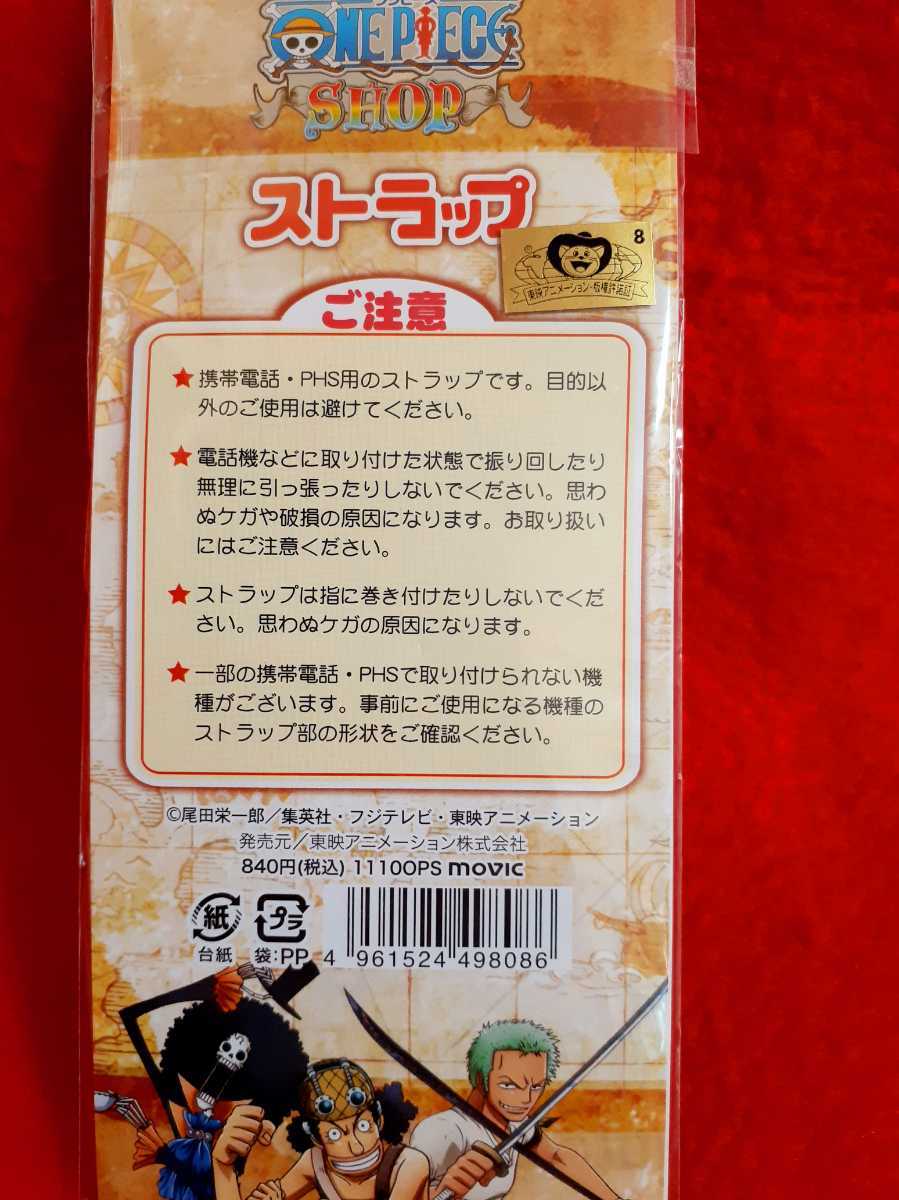 ONE PIECE
SHOP
ストラップ
8
東映アニメーション・版権許諾証
ご注意
★携帯電話・PHS用のストラップです。目的以
外のご使用は避けてください。
★電話機などに取り付けた状態で振り回したり
無理に引っ張ったりしないでください。思わ
ぬケガや破損の原因になります。お取り扱い
にはご注意ください。
★ストラップは指に巻き付けたりしないでくだ
さい。思わぬケガの原因になります。
★一部の携帯電話・PHSで取り付けられない機
種がございます。事前にご使用になる機種の
ストラップ部の形状をご確認ください。
©尾田栄一郎／集英社・フジテレビ・東映アニメーション
発売元／東映アニメーション株式会社
840円(税込) 1110OPS movic
紙 プラ
台紙 袋:PP
4 961524 498086